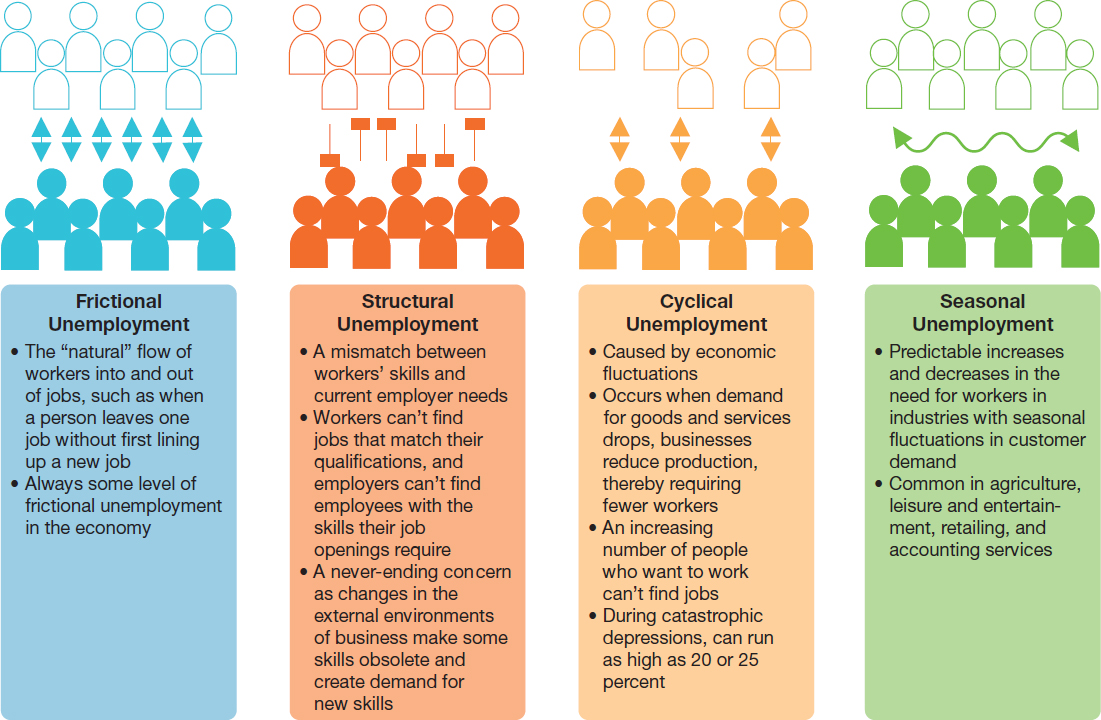 Frictional
Unemployment
• The “natural” flow of
workers into and out
of jobs, such as when
a person leaves one
job without first lining
up a new job
• Always some level of
frictional unemployment
in the economy
Structural
Unemployment
• A mismatch between
workers’ skills and
current employer needs
• Workers can’t find
jobs that match their
qualifications, and
employers can’t find
employees with the
skills their job
openings require
• A never-ending concern
as changes in the
external environments
of business make some
skills obsolete and
create demand for
new skills
Cyclical
Unemployment
• Caused by economic
fluctuations
• Occurs when demand
for goods and services
drops, businesses
reduce production,
thereby requiring
fewer workers
• An increasing
number of people
who want to work
can’t find jobs
• During catastrophic
depressions, can run
as high as 20 or 25
percent
Seasonal
Unemployment
• Predictable increases
and decreases in the
need for workers in
industries with seasonal
fluctuations in customer
demand
• Common in agriculture,
leisure and entertain-
ment, retailing, and
accounting services